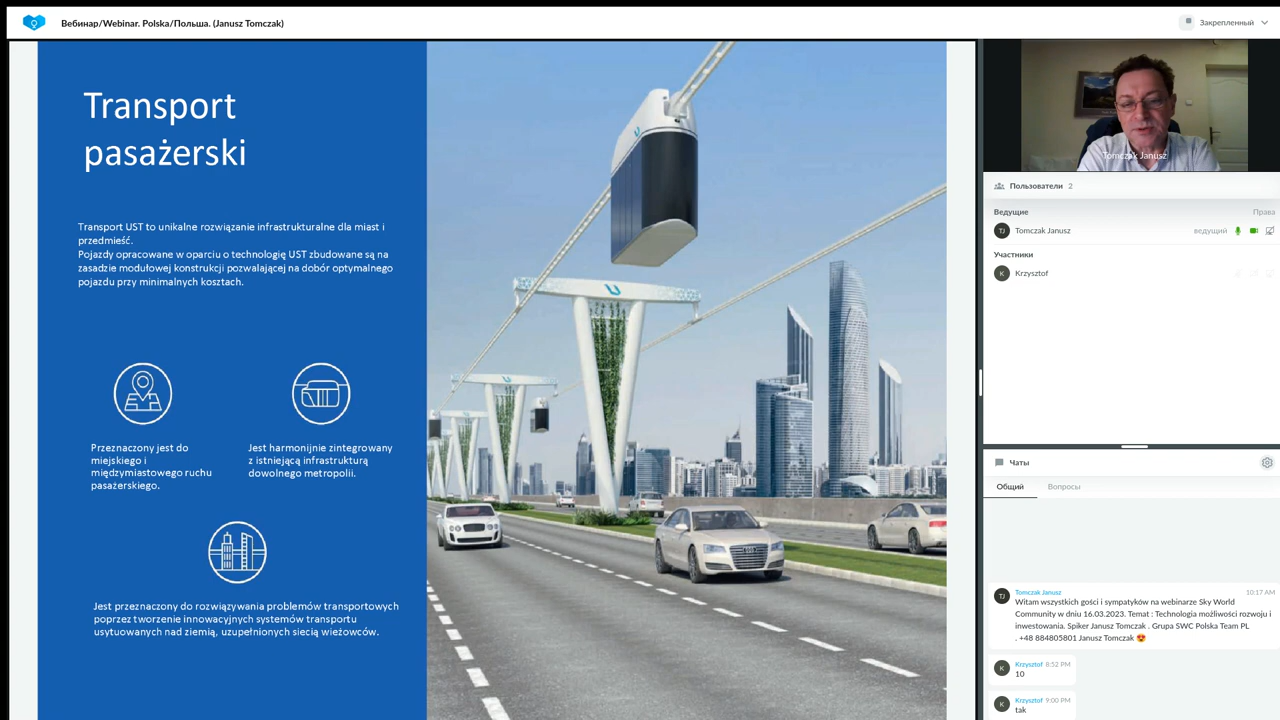 Вебинар/Webinar. Polska/Польша. (Janusz Tomczak)
Закрепленный
Transport
pasażerski
Transport UST to unikalne rozwiązanie infrastrukturalne dla miast i
przedmieść.
Pojazdy opracowane w oparciu o technologię UST zbudowane są na
zasadzie modułowej konstrukcji pozwalającej na dobór optymalnego
pojazdu przy minimalnych kosztach.
Przeznaczony jest do
miejskiego i
międzymiastowego ruchu
pasażerskiego.
Jest harmonijnie zintegrowany
z istniejącą infrastrukturą
dowolnego metropolii.
Jest przeznaczony do rozwiązywania problemów transportowych
poprzez tworzenie innowacyjnych systemów transportu
usytuowanych nad ziemią, uzupełnionych siecią wieżowców.
Tomczak Janusz
Пользователи 2
Ведущие Права
TJ Tomczak Janusz ведущий
Участники
K Krzysztof
Чаты
Общий Вопросы
TJ Tomczak Janusz 10:17 AM
Witam wszystkich gości i sympatyków na webinarze Sky World
Community w dniu 16.03.2023. Temat : Technologia możliwości rozwoju i
inwestowania. Spiker Janusz Tomczak . Grupa SWC Polska Team PL
. +48 884805801 Janusz Tomczak 😍
K Krzysztof 8:52 PM
10
K Krzysztof 9:00 PM
tak